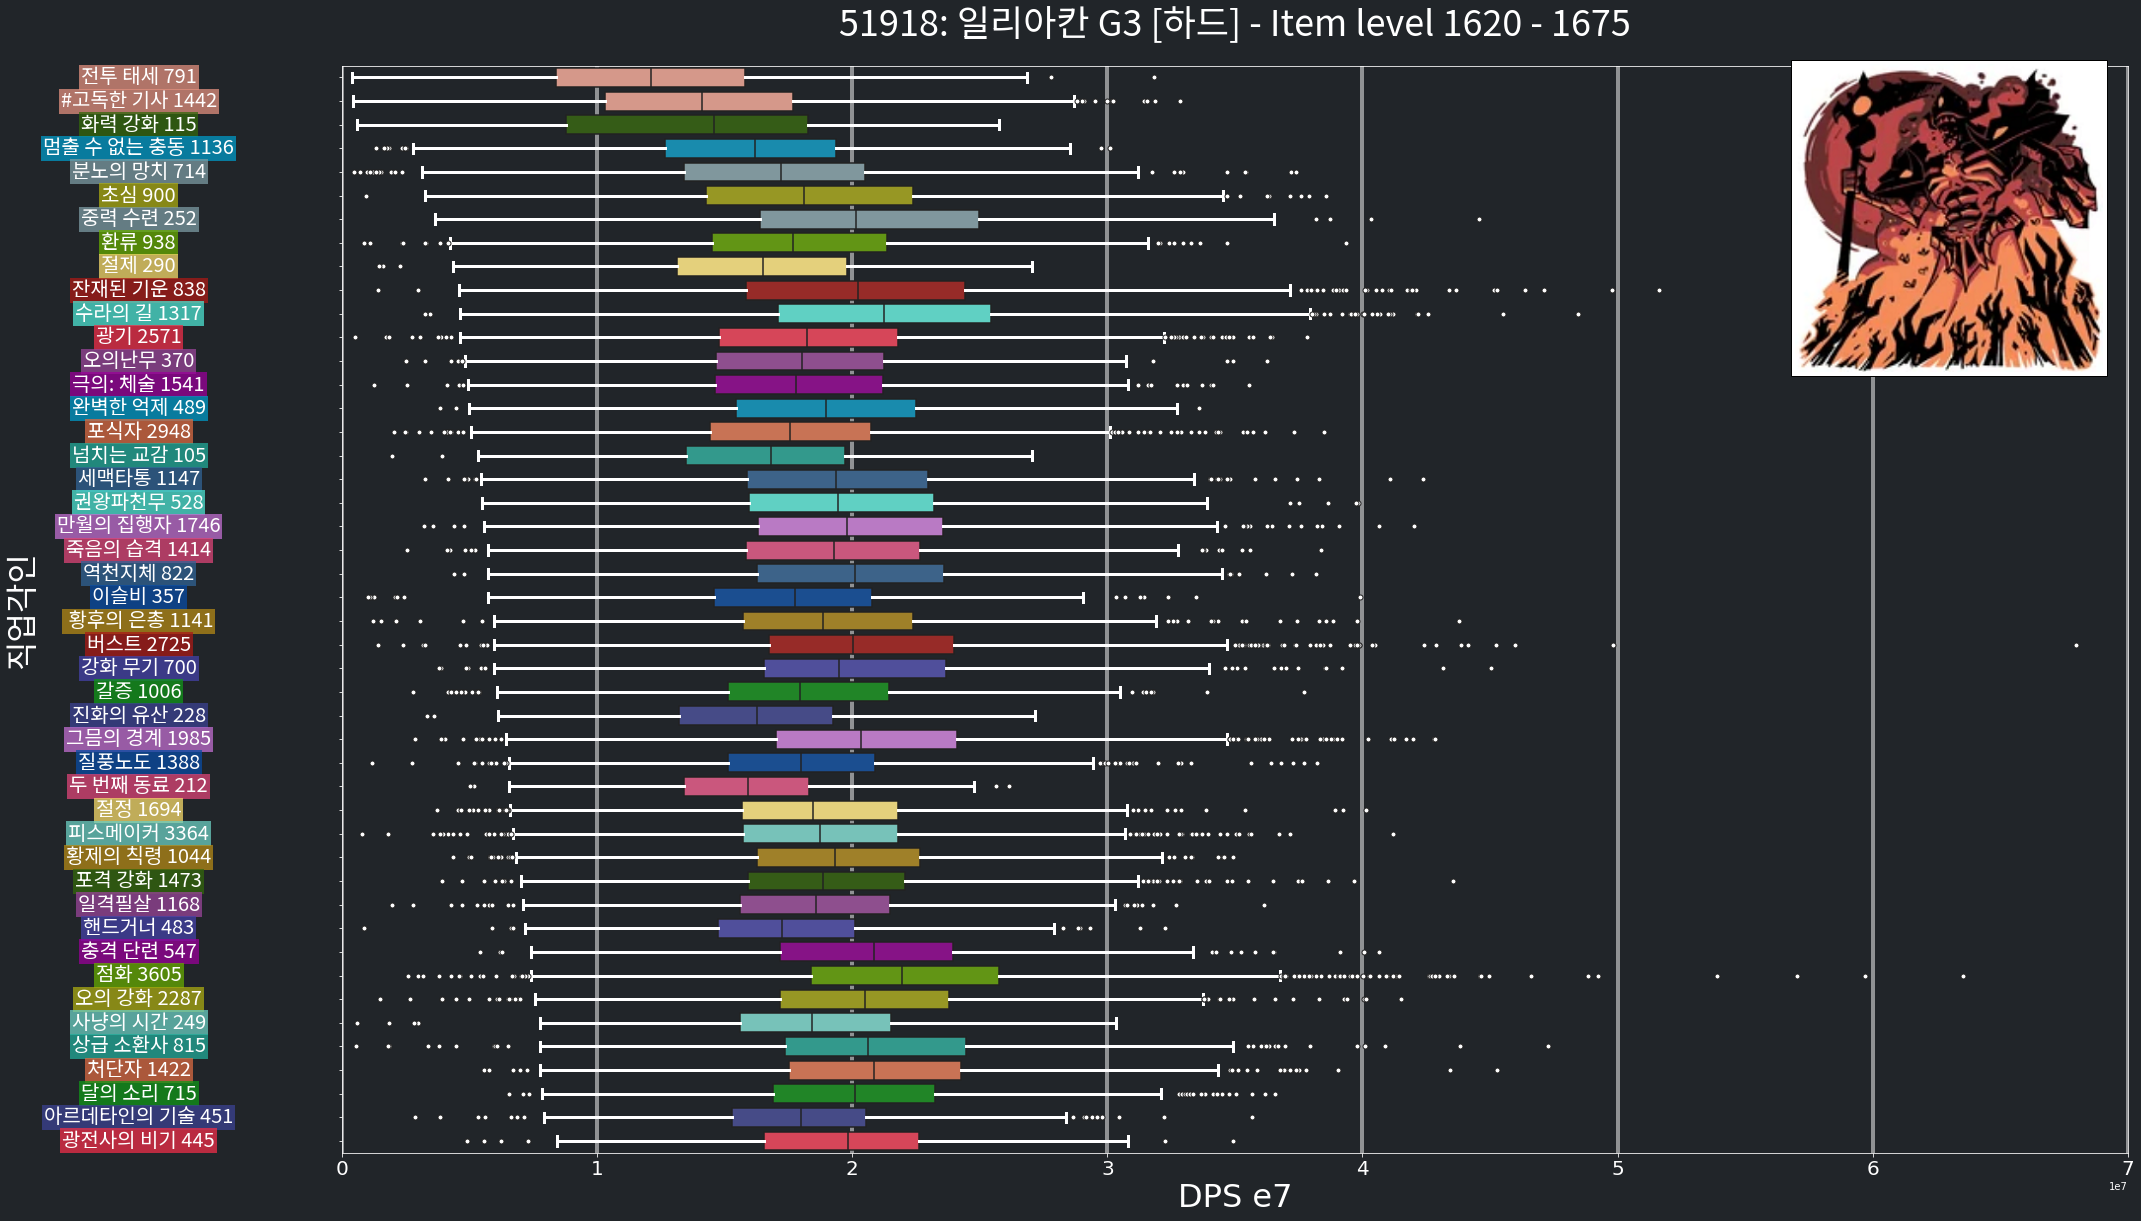 51918: 일리아칸 G3 [하드] - Item level 1620 - 1675
직업각인
전투 태세 791
#고독한 기사 1442
화력 강화 115
멈출 수 없는 충동 1136
분노의 망치 714
초심 900
중력 수련 252
환류 938
절제 290
잔재된 기운 838
수라의 길 1317
광기 2571
오의난무 370
극의: 체술 1541
완벽한 억제 489
포식자 2948
넘치는 교감 105
세맥타통 1147
권왕파천무 528
만월의 집행자 1746
죽음의 습격 1414
역천지체 822
이슬비 357
황후의 은총 1141
버스트 2725
강화 무기 700
갈증 1006
진화의 유산 228
그믐의 경계 1985
질풍노도 1388
두 번째 동료 212
절정 1694
피스메이커 3364
황제의 칙령 1044
포격 강화 1473
일격필살 1168
핸드거너 483
충격 단련 547
점화 3605
오의 강화 2287
사냥의 시간 249
상급 소환사 815
처단자 1422
달의 소리 715
아르데타인의 기술 451
광전사의 비기 445
0 1 2 3 4 5 6 7
DPS e7
1e7